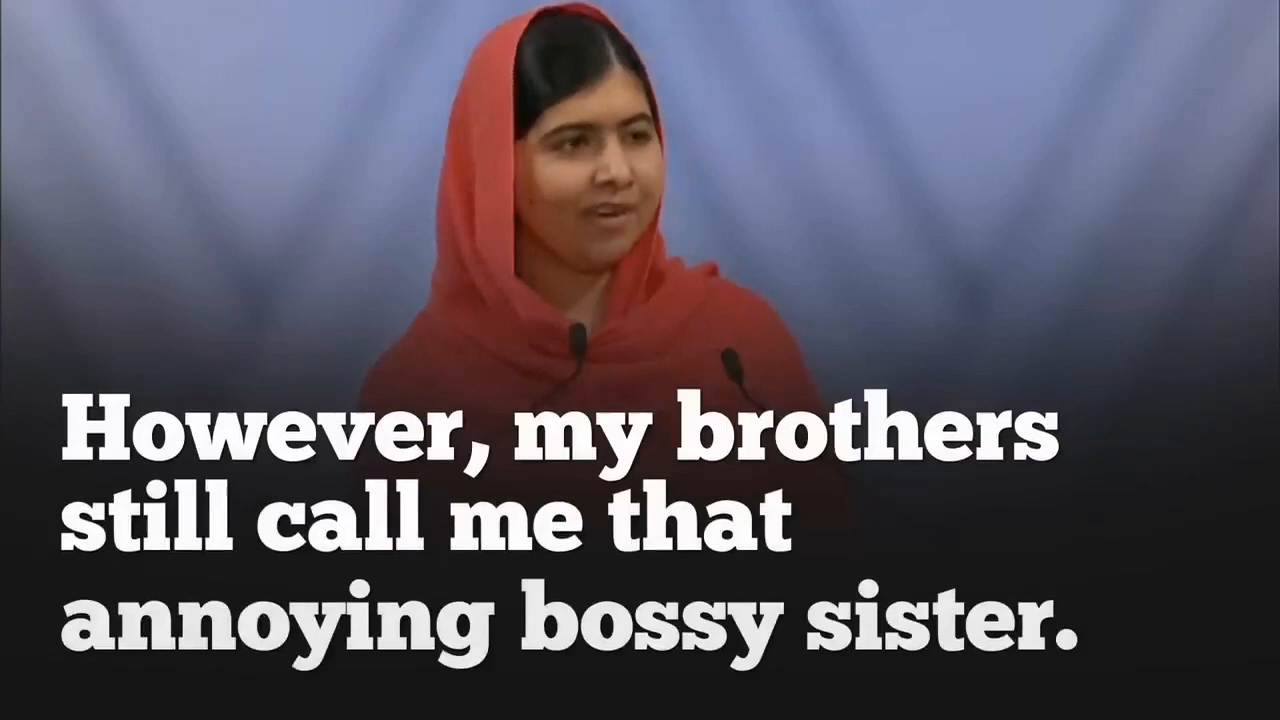 However, my brothers
still call me that
annoying bossy sister.